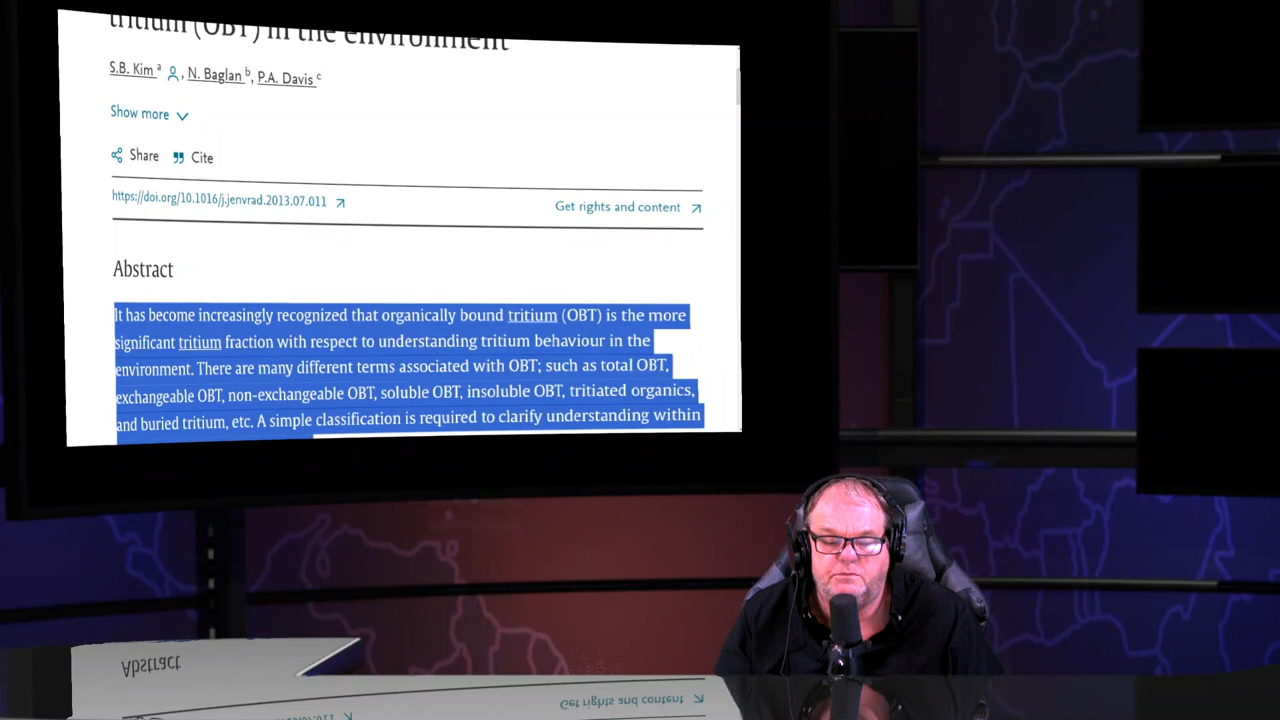 tritium (OBT) in the environment
S.B. Kim a, N. Baglan b, P.A. Davis c
Show more
Share Cite
https://doi.org/10.1016/j.jenvrad.2013.07.011
Get rights and content
Abstract
It has become increasingly recognized that organically bound tritium (OBT) is the more
significant tritium fraction with respect to understanding tritium behaviour in the
environment. There are many different terms associated with OBT; such as total OBT,
exchangeable OBT, non-exchangeable OBT, soluble OBT, insoluble OBT, tritiated organics,
and buried tritium, etc. A simple classification is required to clarify understanding within
Abstract
Get rights and content